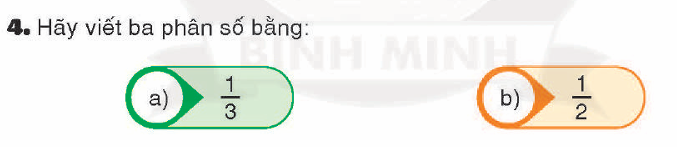 BÌNH MINH
4. Hãy viết ba phân số bằng:
a) 1/3
b) 1/2